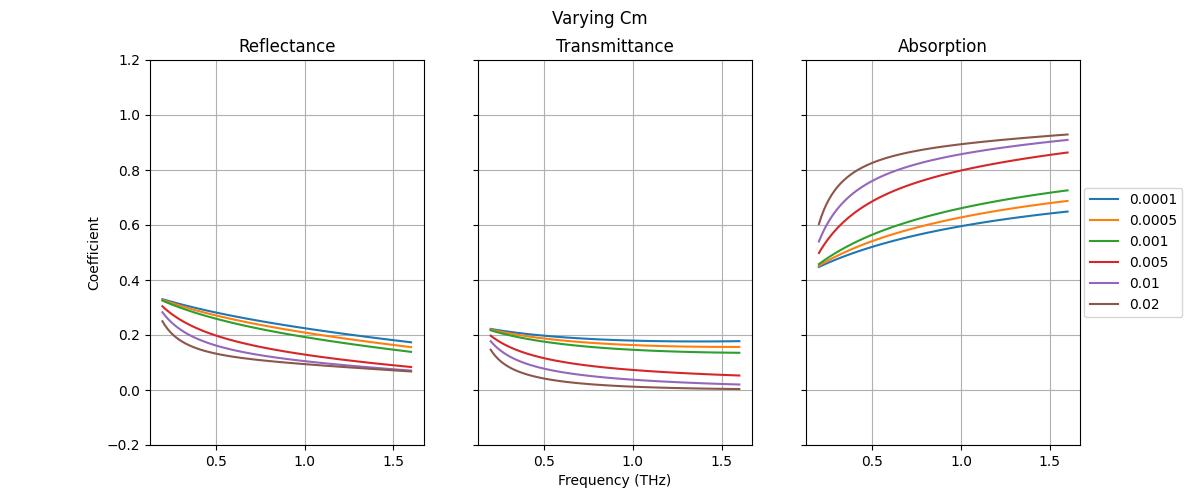 Varying Cm
Reflectance
Transmittance
Absorption
Coefficient
1.2
1.0
0.8
0.6
0.4
0.2
0.0
−0.2
0.5 1.0 1.5
0.5 1.0 1.5
0.5 1.0 1.5
Frequency (THz)
0.0001
0.0005
0.001
0.005
0.01
0.02